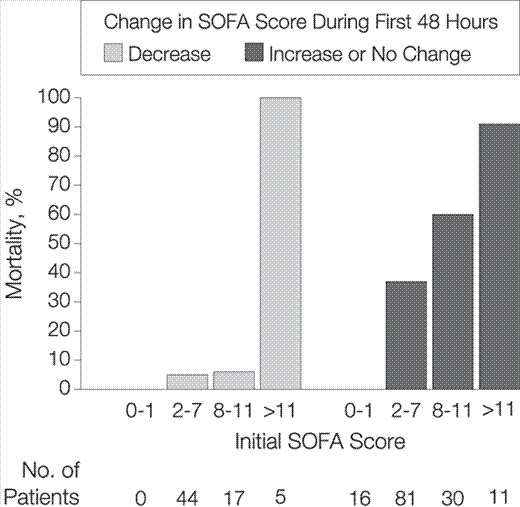 Change in SOFA Score During First 48 Hours
Decrease Increase or No Change
Mortality, %
100
90
80
70
60
50
40
30
20
10
0
0-1 2-7 8-11 >11 0-1 2-7 8-11 >11
Initial SOFA Score
No. of
Patients 0 44 17 5 16 81 30 11